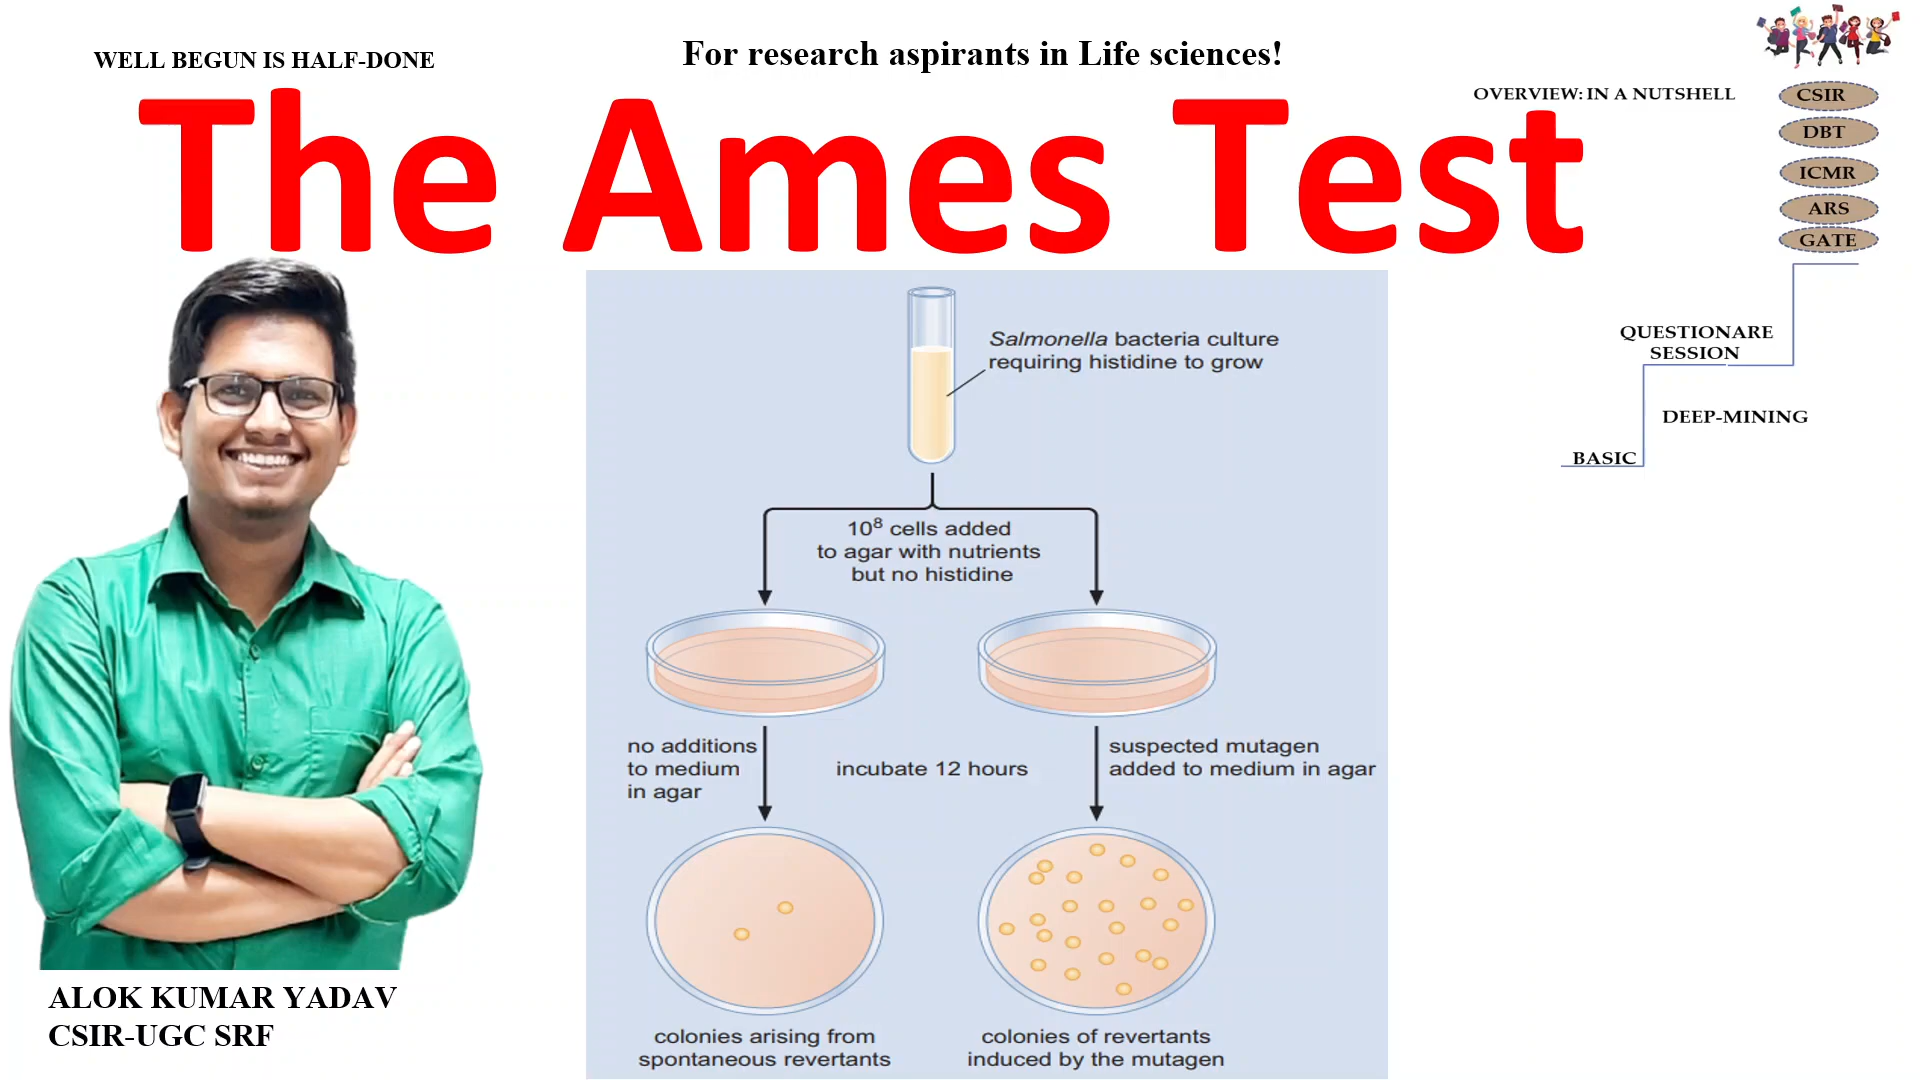 WELL BEGUN IS HALF-DONE
For research aspirants in Life sciences!
OVERVIEW: IN A NUTSHELL
The Ames Test
CSIR
DBT
ICMR
ARS
GATE
QUESTIONARE
SESSION
DEEP-MINING
BASIC
Salmonella bacteria culture
requiring histidine to grow
10⁸ cells added
to agar with nutrients
but no histidine
no additions
to medium
in agar
incubate 12 hours
suspected mutagen
added to medium in agar
colonies arising from
spontaneous revertants
colonies of revertants
induced by the mutagen
ALOK KUMAR YADAV
CSIR-UGC SRF